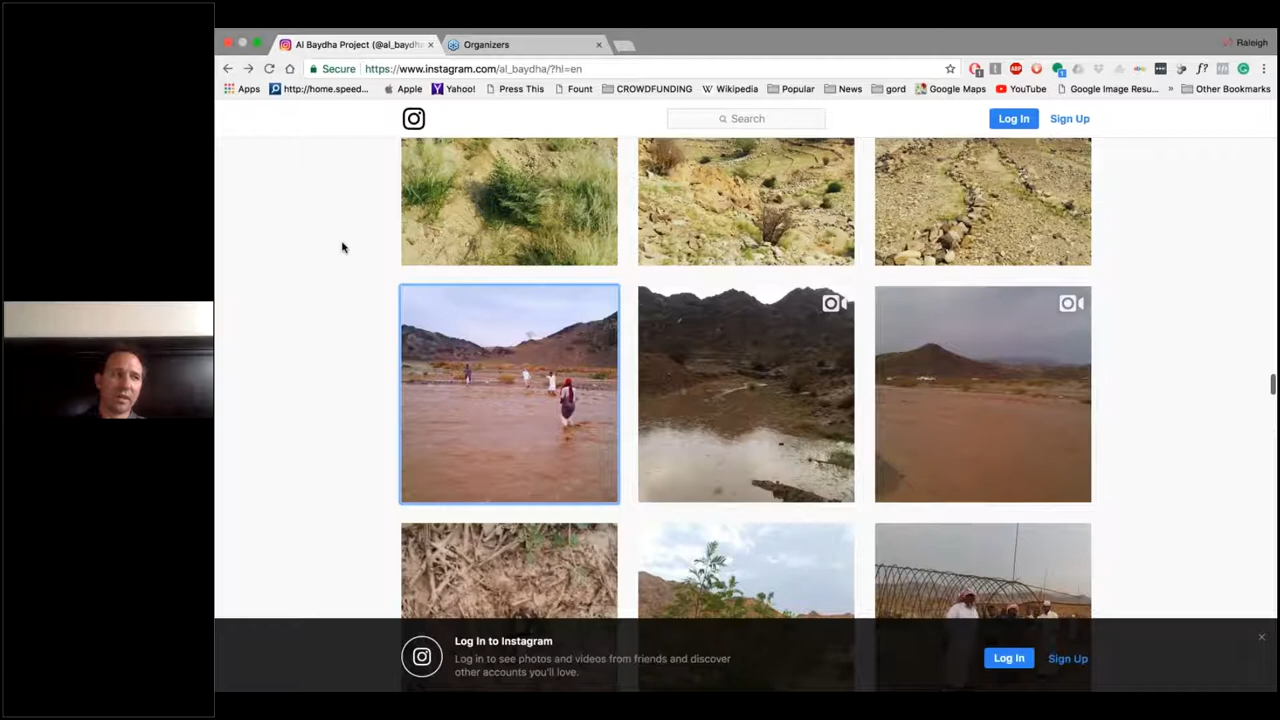 Al Baydha Project (@al_baydha
Organizers
Raleigh
Secure
https://www.instagram.com/al_baydha/?hl=en
Apps
http://home.speed...
Apple
Yahoo!
Press This
Fount
CROWDFUNDING
Wikipedia
Popular
News
gord
Google Maps
YouTube
Google Image Resu...
»
Other Bookmarks
Search
Log In
Sign Up
Log In to Instagram
Log in to see photos and videos from friends and discover
other accounts you'll love.
Log In
Sign Up